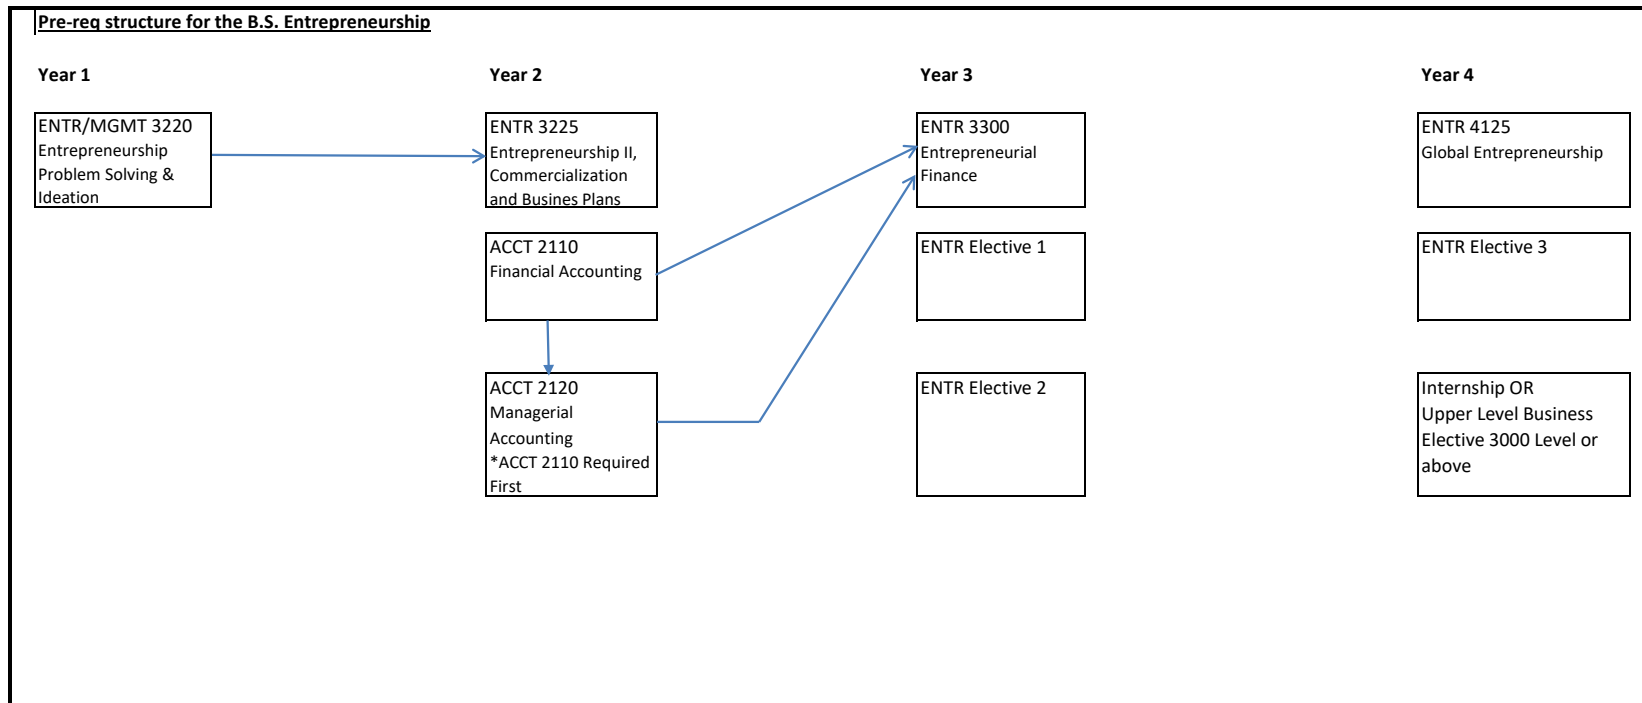 Pre-req structure for the B.S. Entrepreneurship
Year 1
Year 2
Year 3
Year 4
ENTR/MGMT 3220
Entrepreneurship
Problem Solving &
Ideation
ENTR 3225
Entrepreneurship II,
Commercialization
and Busines Plans
ENTR 3300
Entrepreneurial
Finance
ENTR 4125
Global Entrepreneurship
ACCT 2110
Financial Accounting
ENTR Elective 1
ENTR Elective 3
ACCT 2120
Managerial
Accounting
*ACCT 2110 Required
First
ENTR Elective 2
Internship OR
Upper Level Business
Elective 3000 Level or
above